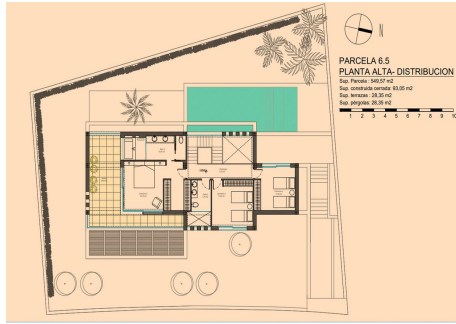 N
PARCELA 6.5
PLANTA ALTA- DISTRIBUCION
Sup. Parcela : 549,57 m2
Sup. construida cerrada: 93,05 m2
Sup. terrazas : 28,35 m2
Sup. pérgolas: 28,35 m2
1 2 3 4 5 6 7 8 9 10